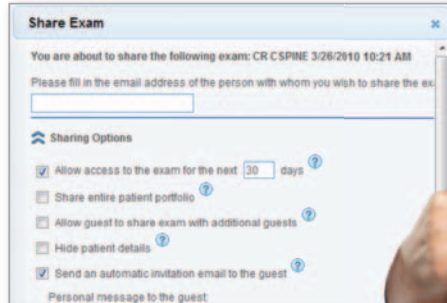 Share Exam
You are about to share the following exam: CR CSPINE 3/26/2010 10:21 AM
Please fill in the email address of the person with whom you wish to share the
Sharing Options
Allow access to the exam for the next 30 days
Share entire patient portfolio
Allow guest to share exam with additional guests
Hide patient details
Send an automatic invitation email to the guest
Personal message to the guest